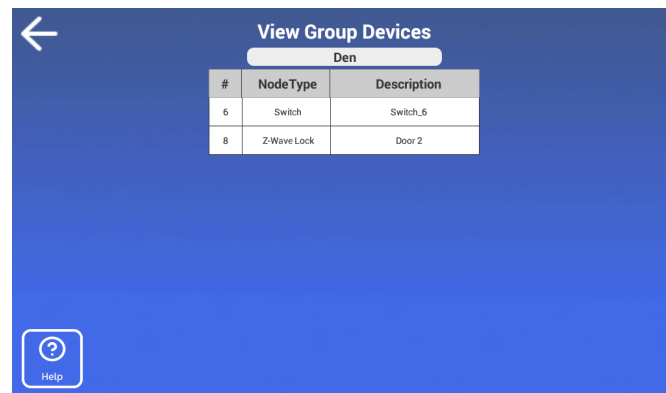 View Group Devices
Den
# NodeType Description
6 Switch Switch_6
8 Z-Wave Lock Door 2
Help